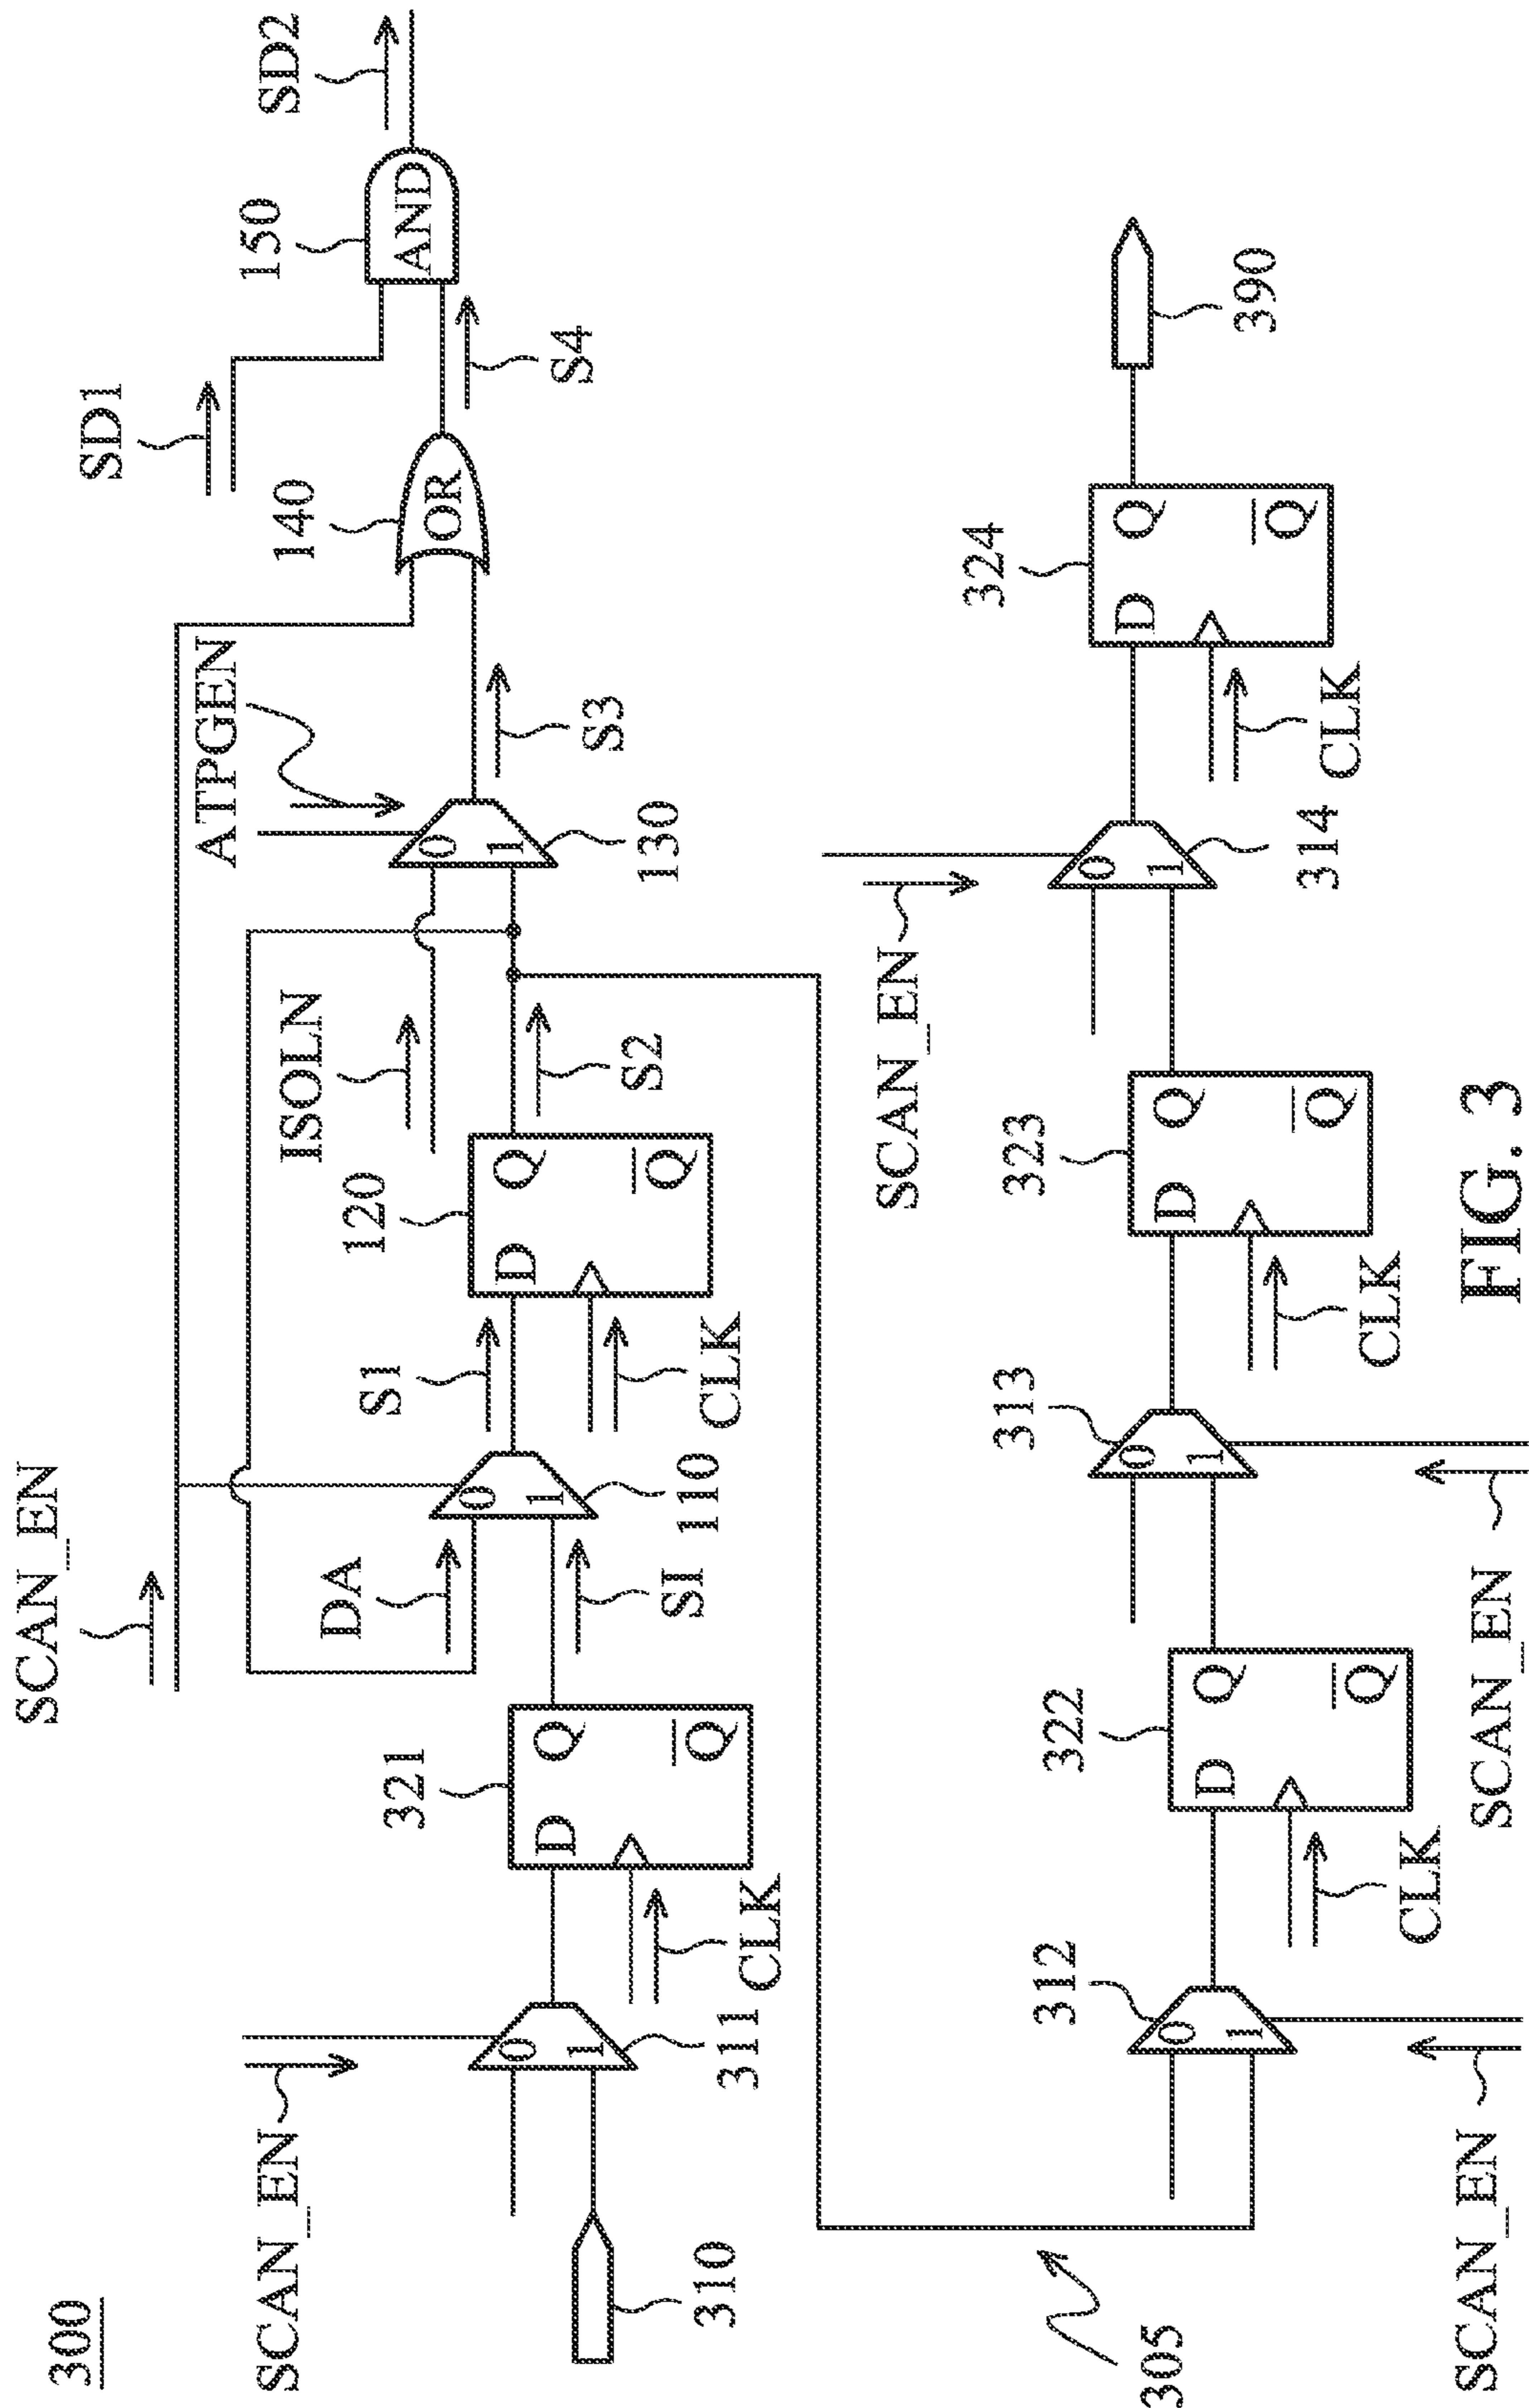 300
SCAN_EN
SD1
SD2
150
AND
140
OR
S4
ATPGEN
S3
0
1
130
ISOLN
120
D
Q
Q
S2
S1
CLK
DA
0
1
110
SI
321
D
Q
Q
CLK
SCAN_EN
0
1
311
310
305
312
0
1
SCAN_EN
322
D
Q
Q
CLK
313
0
1
SCAN_EN
323
D
Q
Q
CLK
SCAN_EN
0
1
314
324
D
Q
Q
CLK
390
FIG. 3